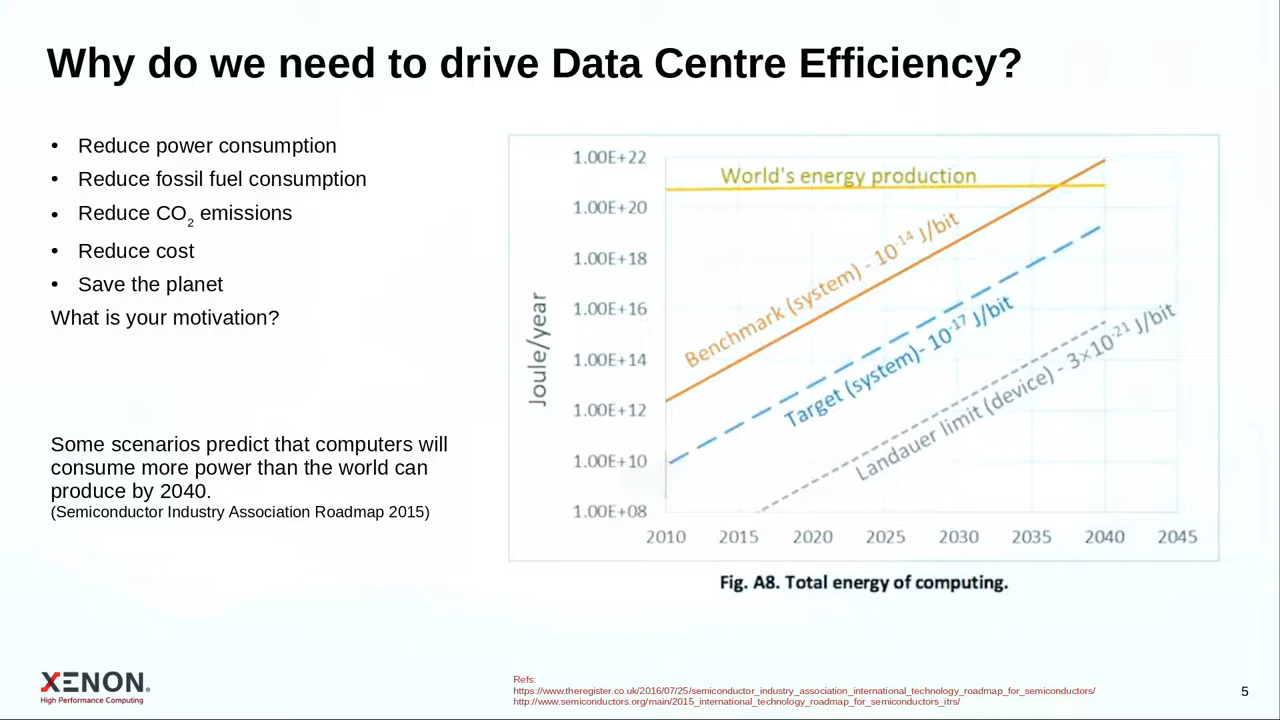 Why do we need to drive Data Centre Efficiency?
• Reduce power consumption
• Reduce fossil fuel consumption
• Reduce CO₂ emissions
• Reduce cost
• Save the planet
What is your motivation?
Some scenarios predict that computers will
consume more power than the world can
produce by 2040.
(Semiconductor Industry Association Roadmap 2015)
Joule/year
1.00E+22
1.00E+20
1.00E+18
1.00E+16
1.00E+14
1.00E+12
1.00E+10
1.00E+08
World's energy production
Benchmark (system) - 10⁻¹⁴ J/bit
Target (system)- 10⁻¹⁷ J/bit
Landauer limit (device) - 3×10⁻²¹ J/bit
2010 2015 2020 2025 2030 2035 2040 2045
Fig. A8. Total energy of computing.
XENON.
High Performance Computing
Refs:
https://www.theregister.co.uk/2016/07/25/semiconductor_industry_association_international_technology_roadmap_for_semiconductors/
http://www.semiconductors.org/main/2015_international_technology_roadmap_for_semiconductors_itrs/
5